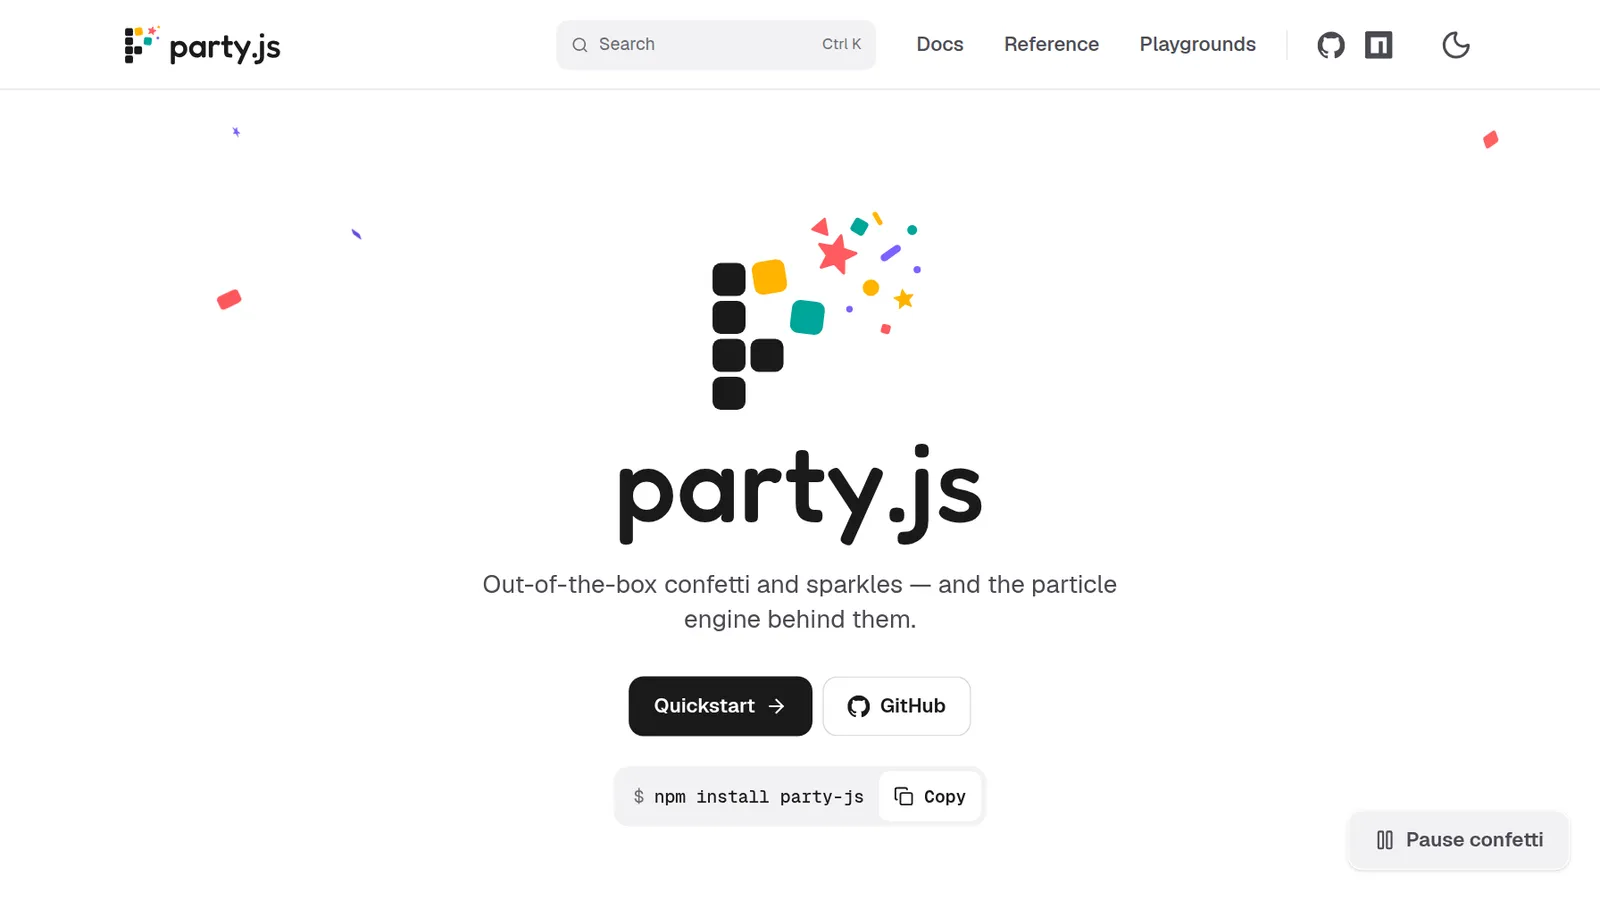 party.js
Search
Ctrl K
Docs
Reference
Playgrounds
party.js
Out-of-the-box confetti and sparkles — and the particle
engine behind them.
Quickstart →
GitHub
$ npm install party-js
Copy
Pause confetti